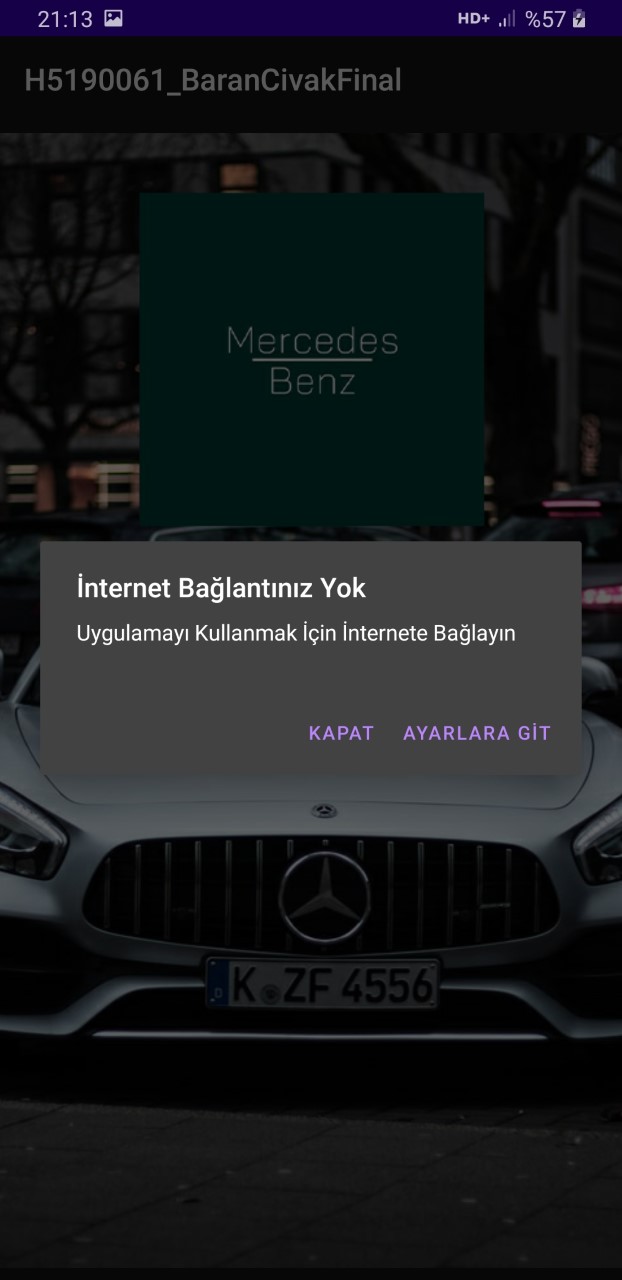 21:13 HD+ %57
H5190061_BaranCivakFinal
Mercedes
Benz
İnternet Bağlantınız Yok
Uygulamayı Kullanmak İçin İnternete Bağlayın
KAPAT AYARLARA GİT
D K ZF 4556